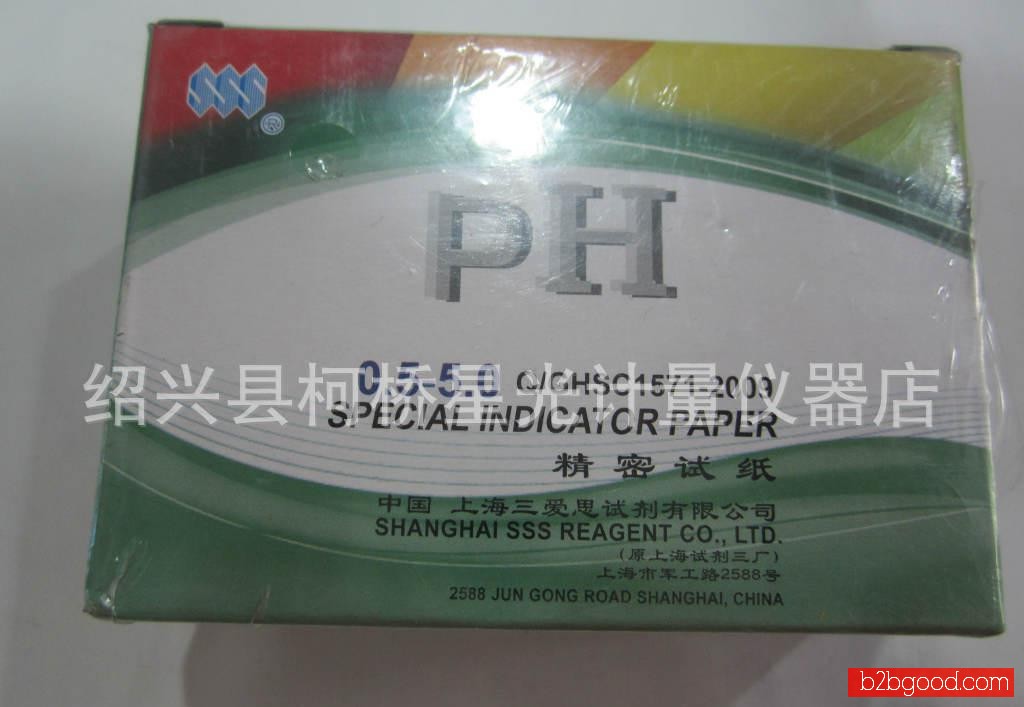 SSS
®
PH
0.5-5.0 Q/GHSC1571-2009
绍兴县柯桥星光计量仪器店
SPECIAL INDICATOR PAPER
精密试纸
中国 上海三爱思试剂有限公司
SHANGHAI SSS REAGENT CO., LTD.
(原上海试剂三厂)
上海市军工路2588号
2588 JUN GONG ROAD SHANGHAI, CHINA
b2bgood.com